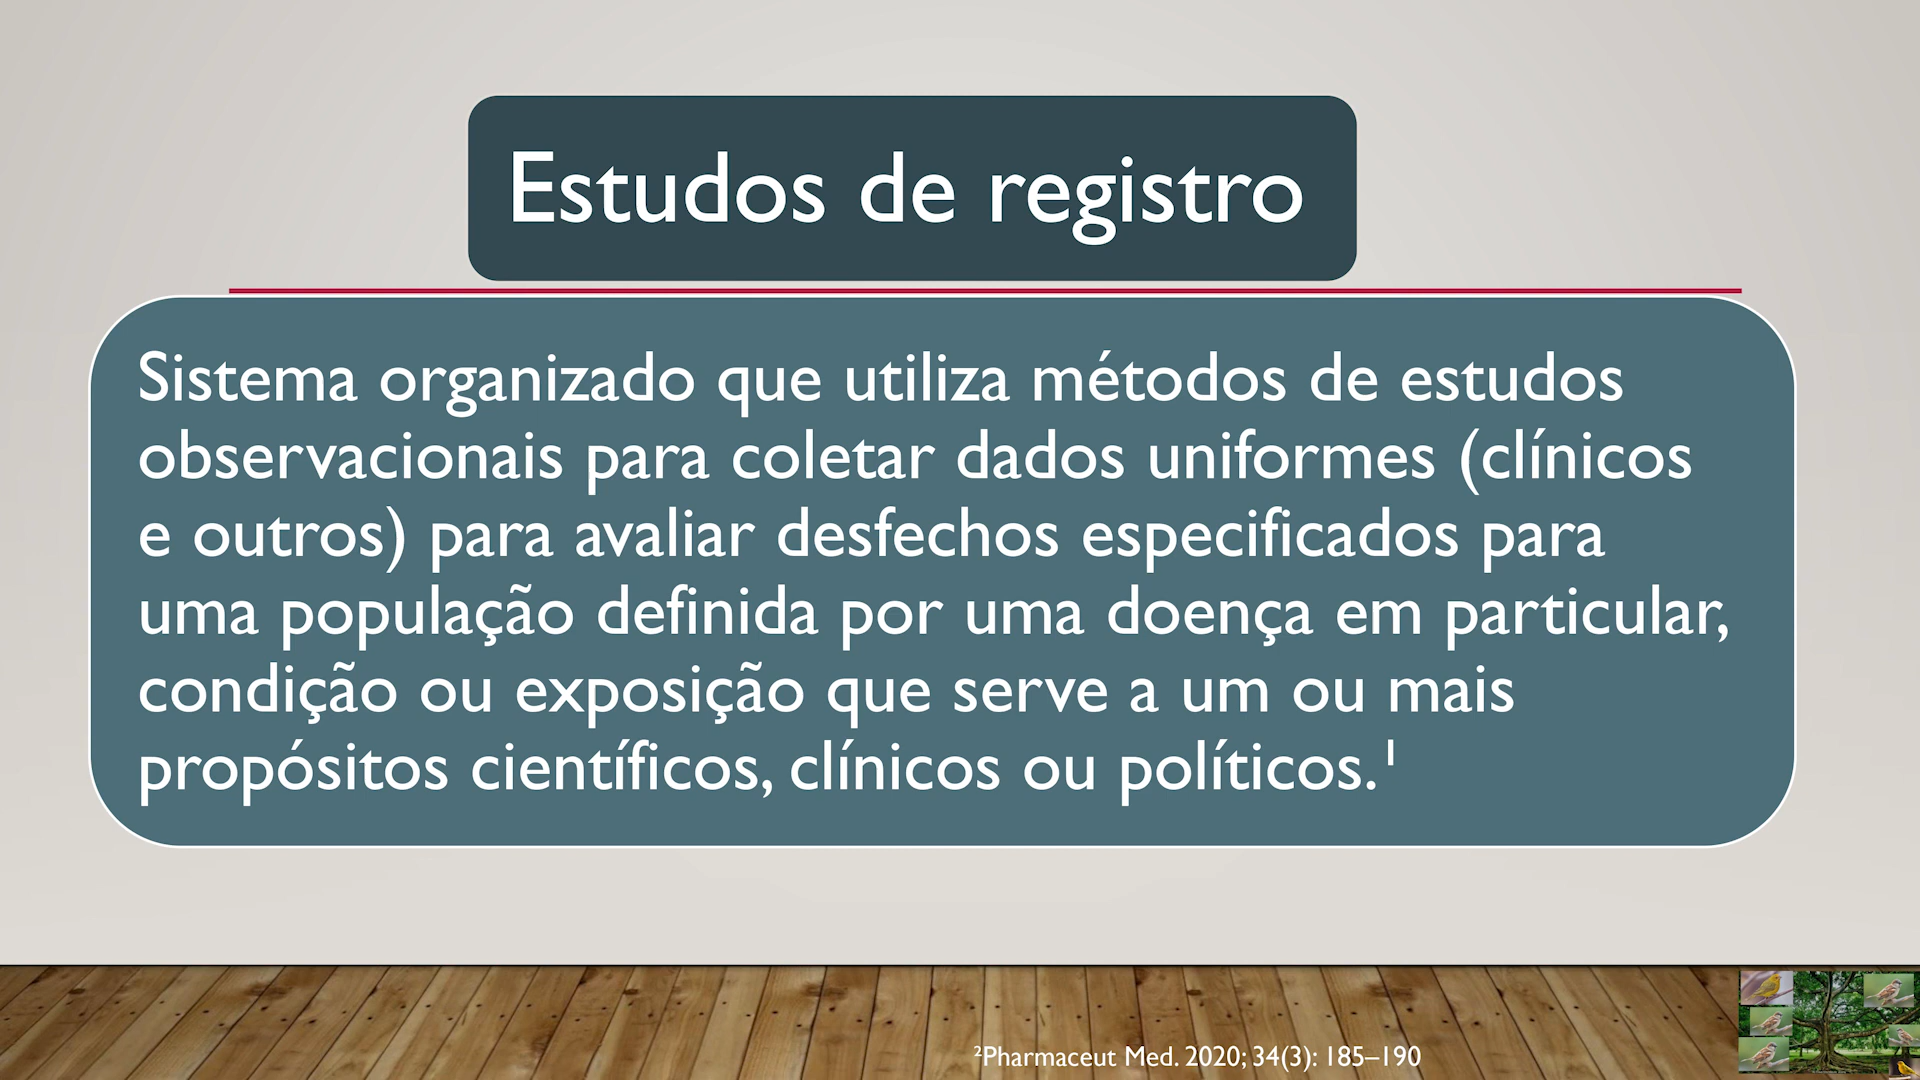 Estudos de registro
Sistema organizado que utiliza métodos de estudos
observacionais para coletar dados uniformes (clínicos
e outros) para avaliar desfechos especificados para
uma população definida por uma doença em particular,
condição ou exposição que serve a um ou mais
propósitos científicos, clínicos ou políticos.¹
²Pharmaceut Med. 2020; 34(3): 185–190